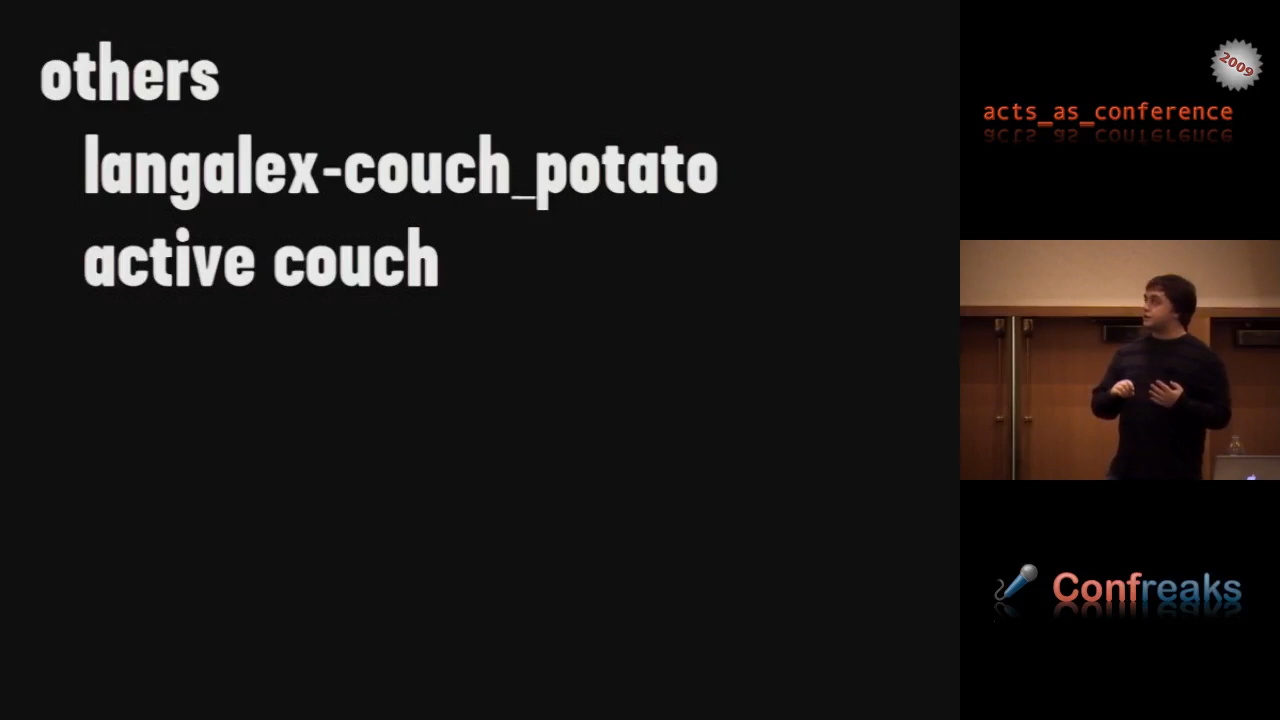 others
langalex-couch_potato
active couch
2009
acts_as_conference
Confreaks